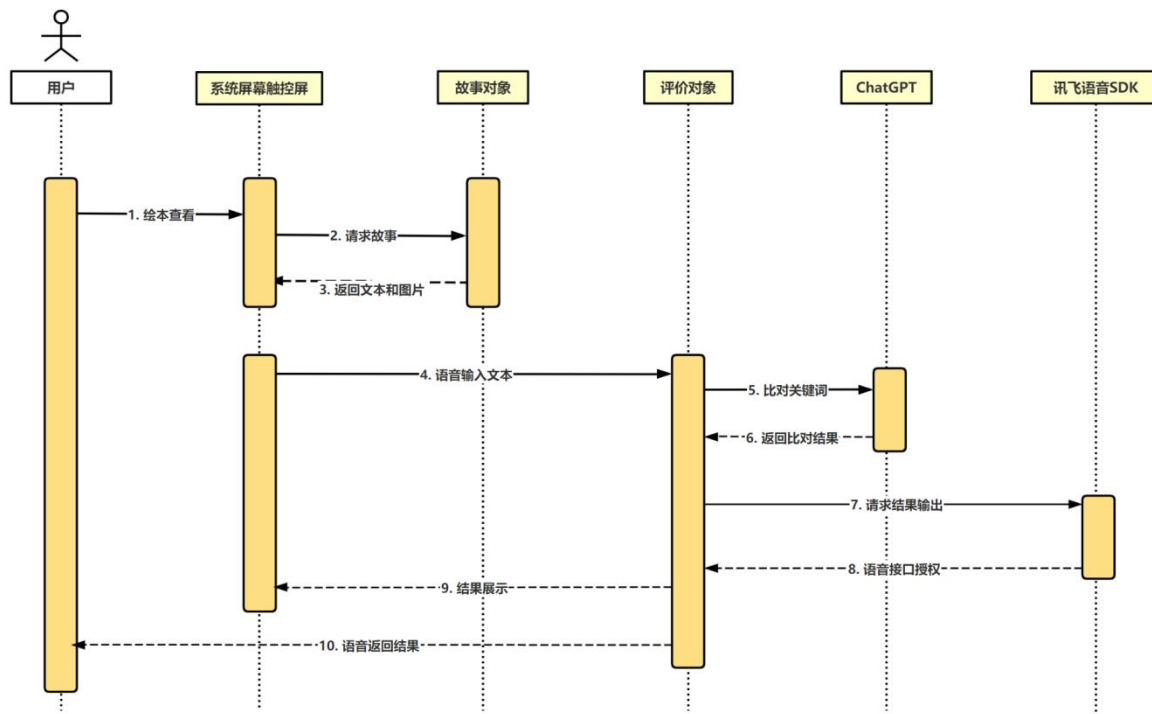 用户
系统屏幕触控屏
故事对象
评价对象
ChatGPT
讯飞语音SDK
1. 绘本查看
2. 请求故事
3. 返回文本和图片
4. 语音输入文本
5. 比对关键词
6. 返回比对结果
7. 请求结果输出
8. 语音接口授权
9. 结果展示
10. 语音返回结果